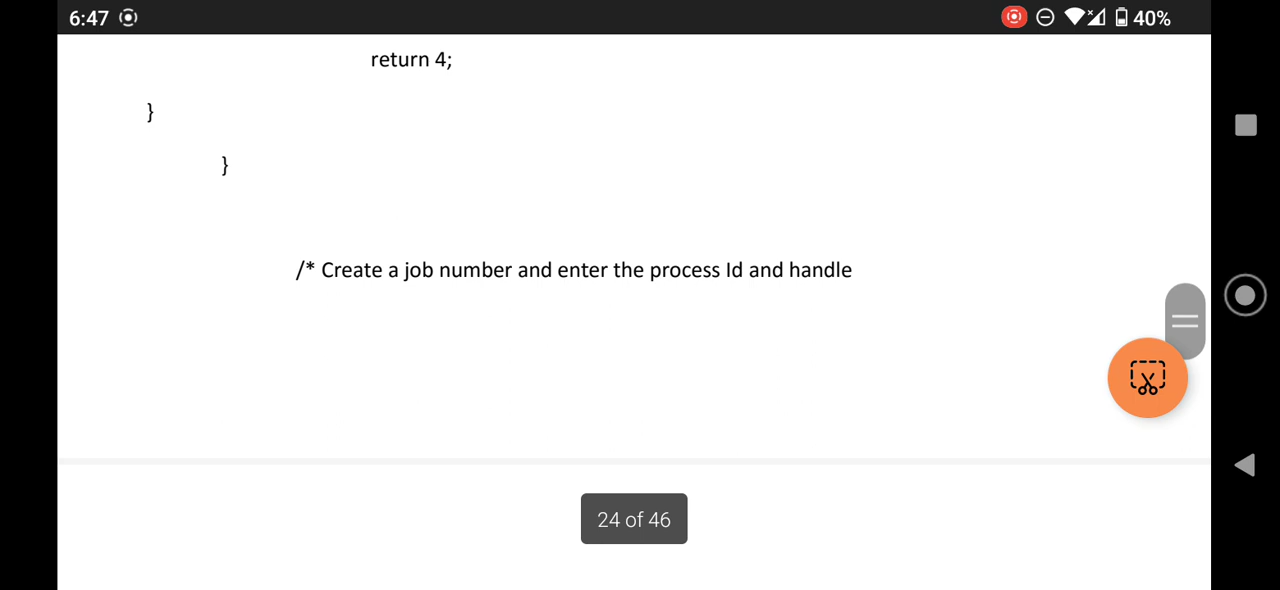 6:47 40%
return 4;
}
}
/* Create a job number and enter the process Id and handle
24 of 46